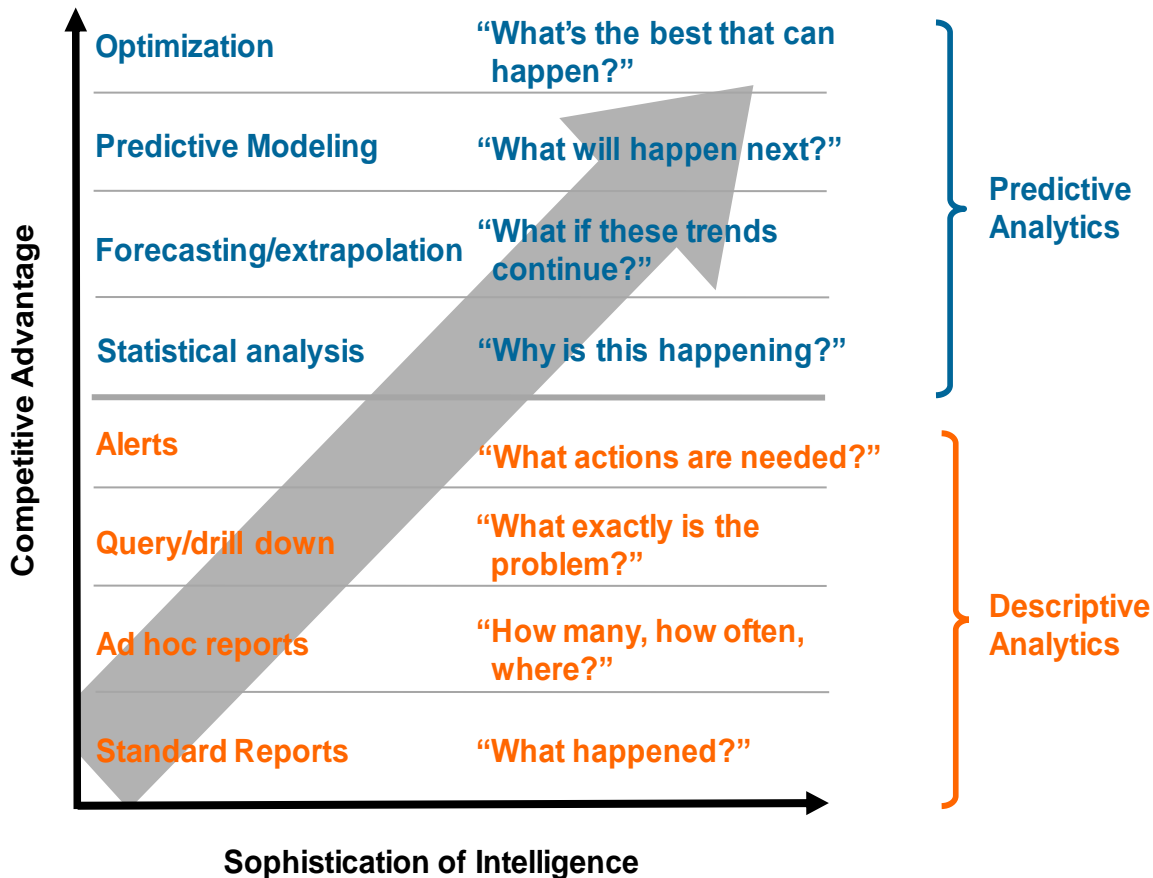 Optimization
“What’s the best that can
happen?”
Predictive Modeling
“What will happen next?”
Forecasting/extrapolation
“What if these trends
continue?”
Statistical analysis
“Why is this happening?”
Predictive
Analytics
Alerts
“What actions are needed?”
Query/drill down
“What exactly is the
problem?”
Ad hoc reports
“How many, how often,
where?”
Standard Reports
“What happened?”
Descriptive
Analytics
Competitive Advantage
Sophistication of Intelligence